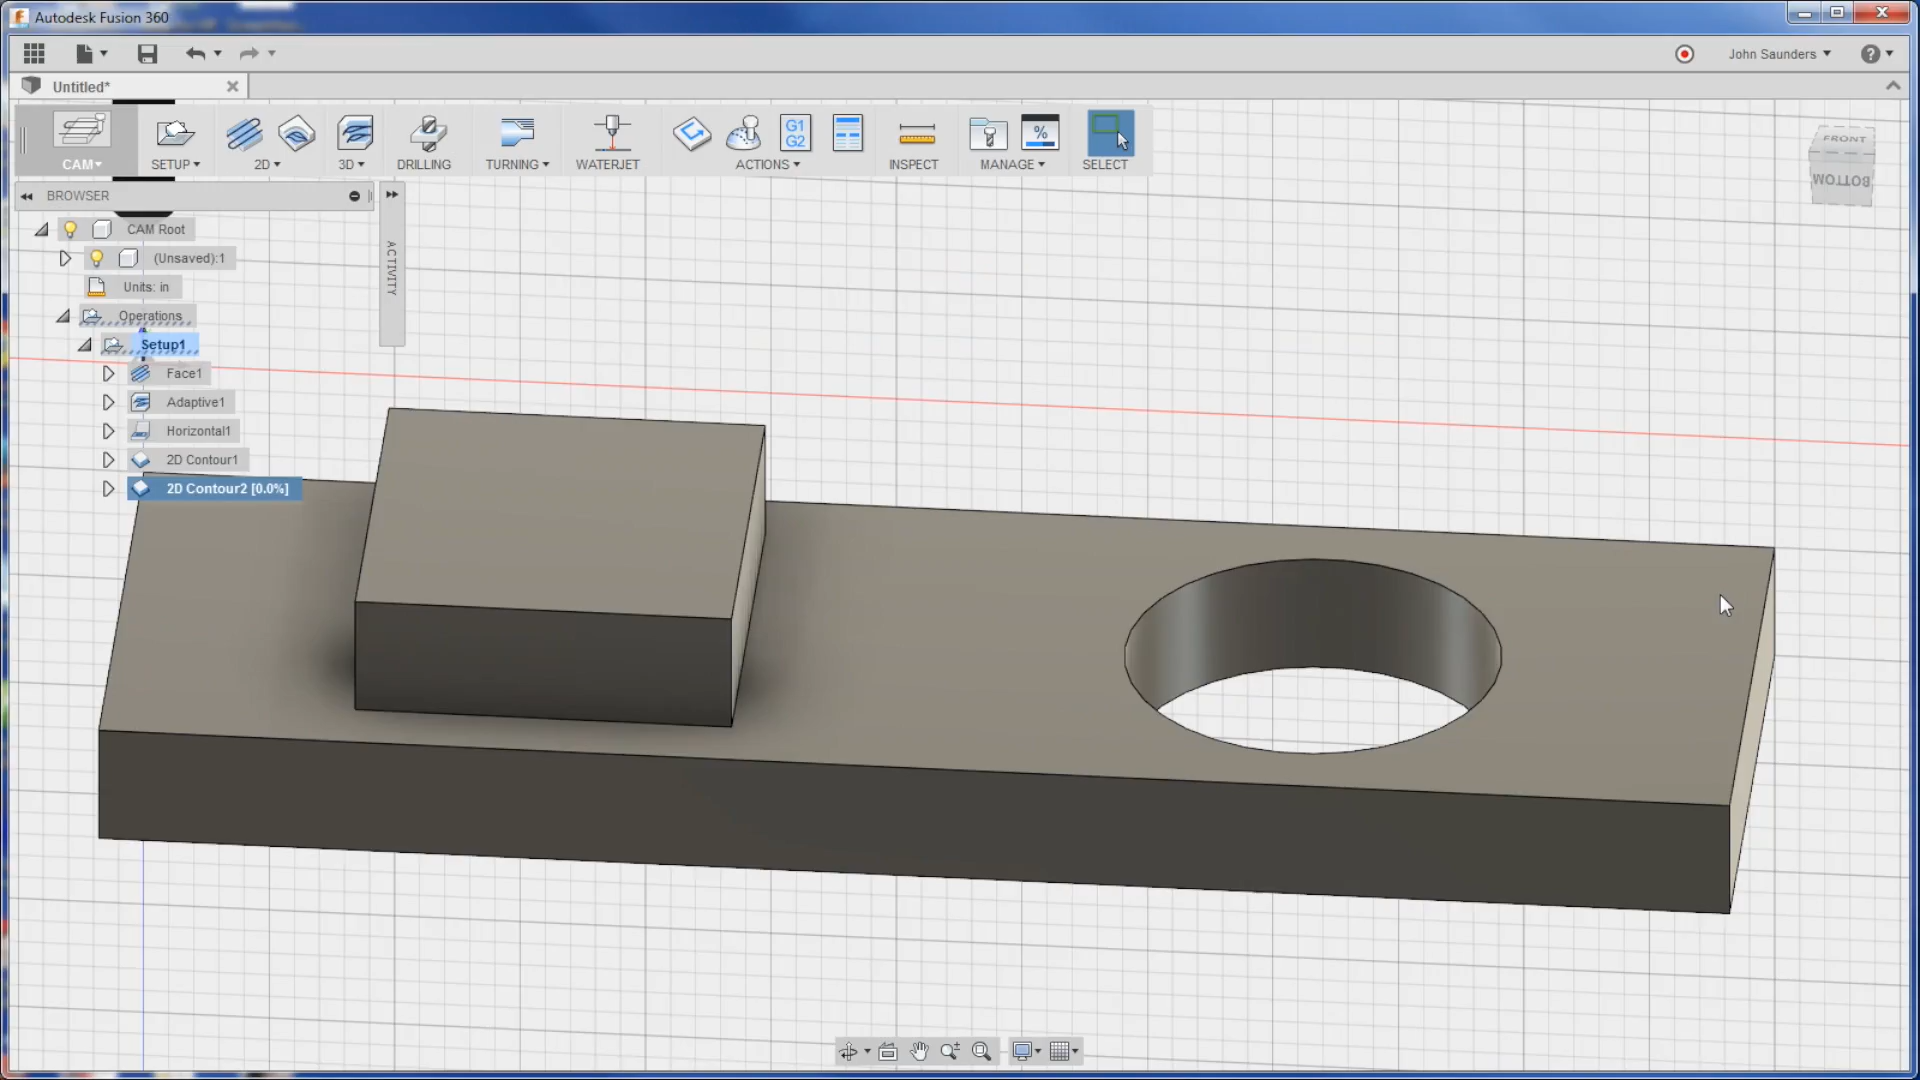 Autodesk Fusion 360
John Saunders
Untitled*
CAM
SETUP
2D
3D
DRILLING
TURNING
WATERJET
G1
G2
ACTIONS
INSPECT
%
MANAGE
SELECT
FRONT
BOTTOM
BROWSER
ACTIVITY
CAM Root
(Unsaved):1
Units: in
Operations
Setup1
Face1
Adaptive1
Horizontal1
2D Contour1
2D Contour2 [0.0%]